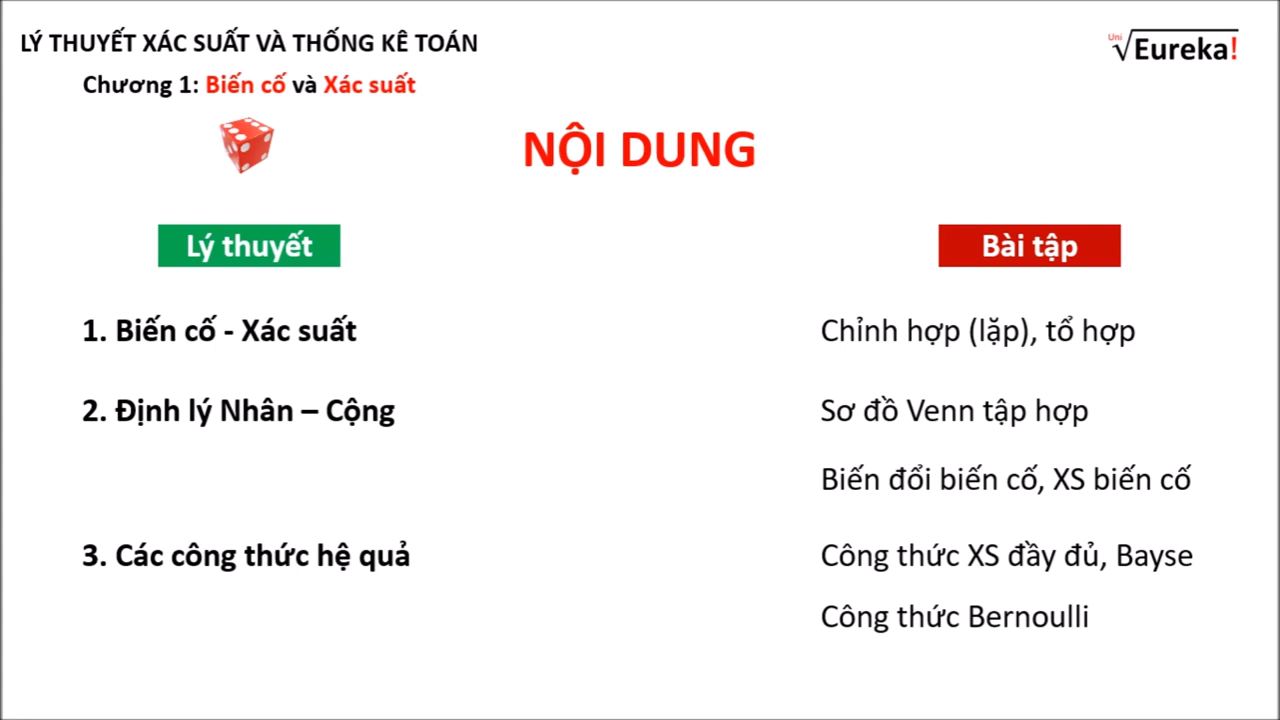 LÝ THUYẾT XÁC SUẤT VÀ THỐNG KÊ TOÁN
Uni
√Eureka!
Chương 1: Biến cố và Xác suất
NỘI DUNG
Lý thuyết
Bài tập
1. Biến cố - Xác suất
Chỉnh hợp (lặp), tổ hợp
2. Định lý Nhân – Cộng
Sơ đồ Venn tập hợp
Biến đổi biến cố, XS biến cố
3. Các công thức hệ quả
Công thức XS đầy đủ, Bayse
Công thức Bernoulli